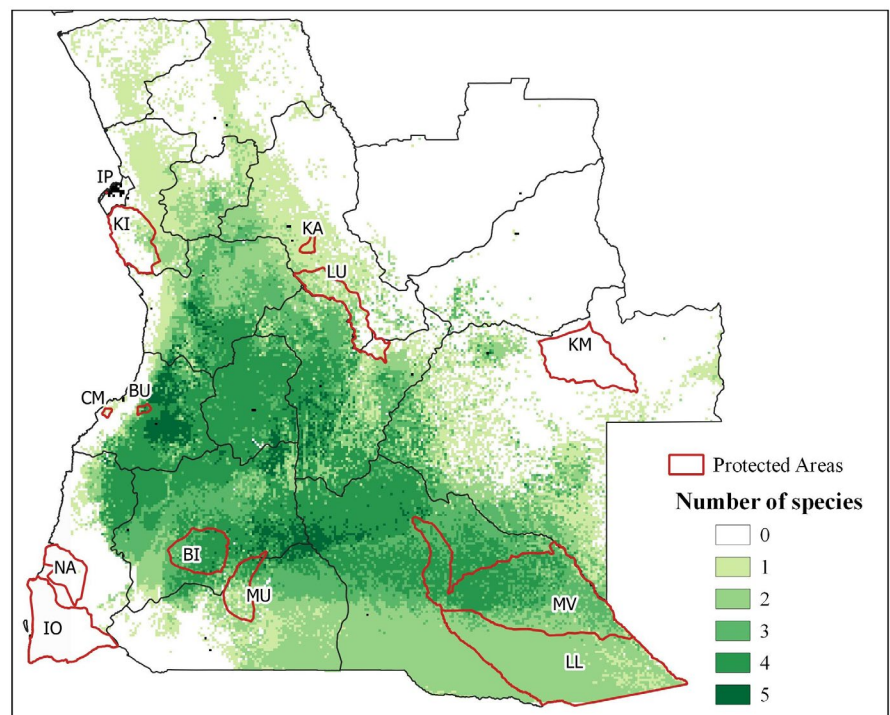 IP
KI
KA
LU
KM
CM
BU
Protected Areas
Number of species
0
1
2
3
4
5
BI
NA
MU
MV
IO
LL